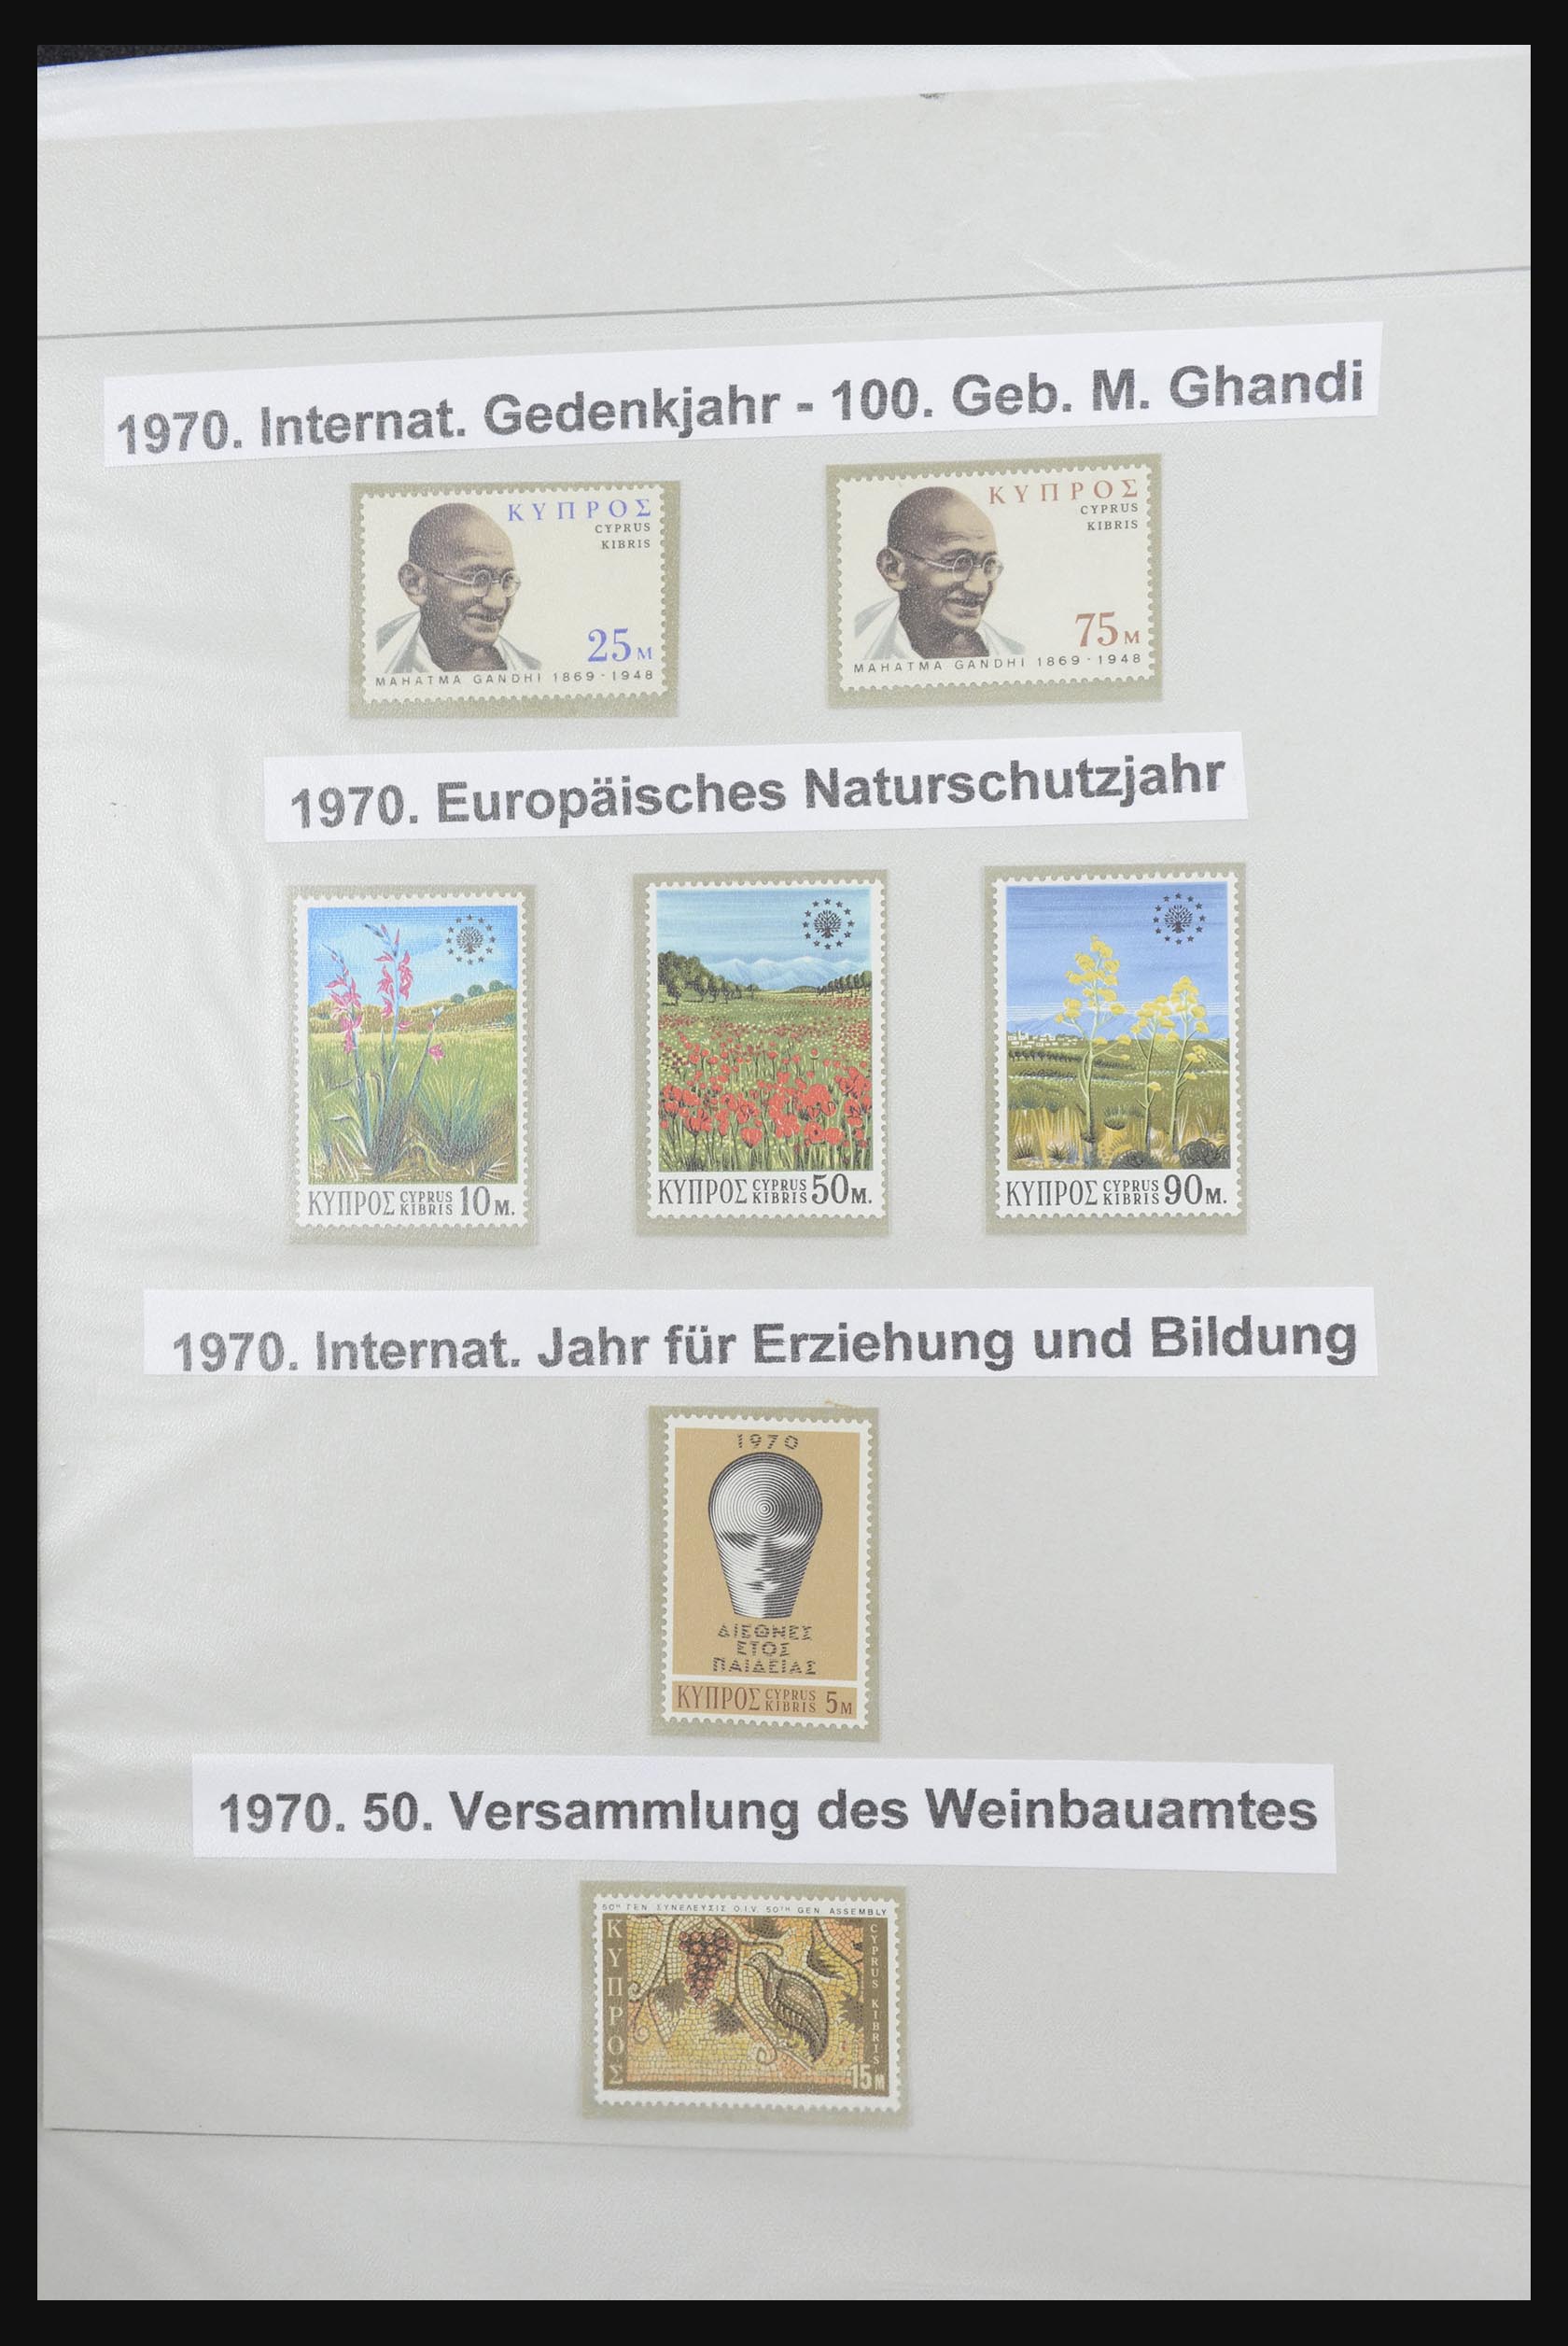 1970. Internat. Gedenkjahr - 100. Geb. M. Ghandi
ΚΥΠΡΟΣ
CYPRUS
KIBRIS
25M
MAHATMA GANDHI 1869-1948
ΚΥΠΡΟΣ
CYPRUS
KIBRIS
75M
MAHATMA GANDHI 1869-1948
1970. Europäisches Naturschutzjahr
ΚΥΠΡΟΣ CYPRUS KIBRIS 10M.
ΚΥΠΡΟΣ CYPRUS KIBRIS 50M.
ΚΥΠΡΟΣ CYPRUS KIBRIS 90M.
1970. Internat. Jahr für Erziehung und Bildung
1970
ΔΙΕΘΝΕΣ
ΕΤΟΣ
ΠΑΙΔΕΙΑΣ
ΚΥΠΡΟΣ CYPRUS KIBRIS 5M
1970. 50. Versammlung des Weinbauamtes
50Η ΓΕΝ ΣΥΝΕΛΕΥΣΙΣ O.I.V. 50TH GEN. ASSEMBLY
ΚΥΠΡΟΣ
CYPRUS KIBRIS
15M